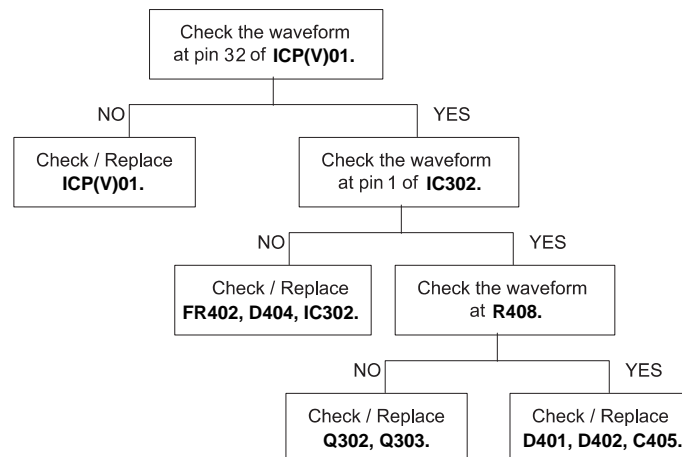 Check the waveform
at pin 32 of ICP(V)01.
NO
YES
Check / Replace
ICP(V)01.
Check the waveform
at pin 1 of IC302.
NO
YES
Check / Replace
FR402, D404, IC302.
Check the waveform
at R408.
NO
YES
Check / Replace
Q302, Q303.
Check / Replace
D401, D402, C405.